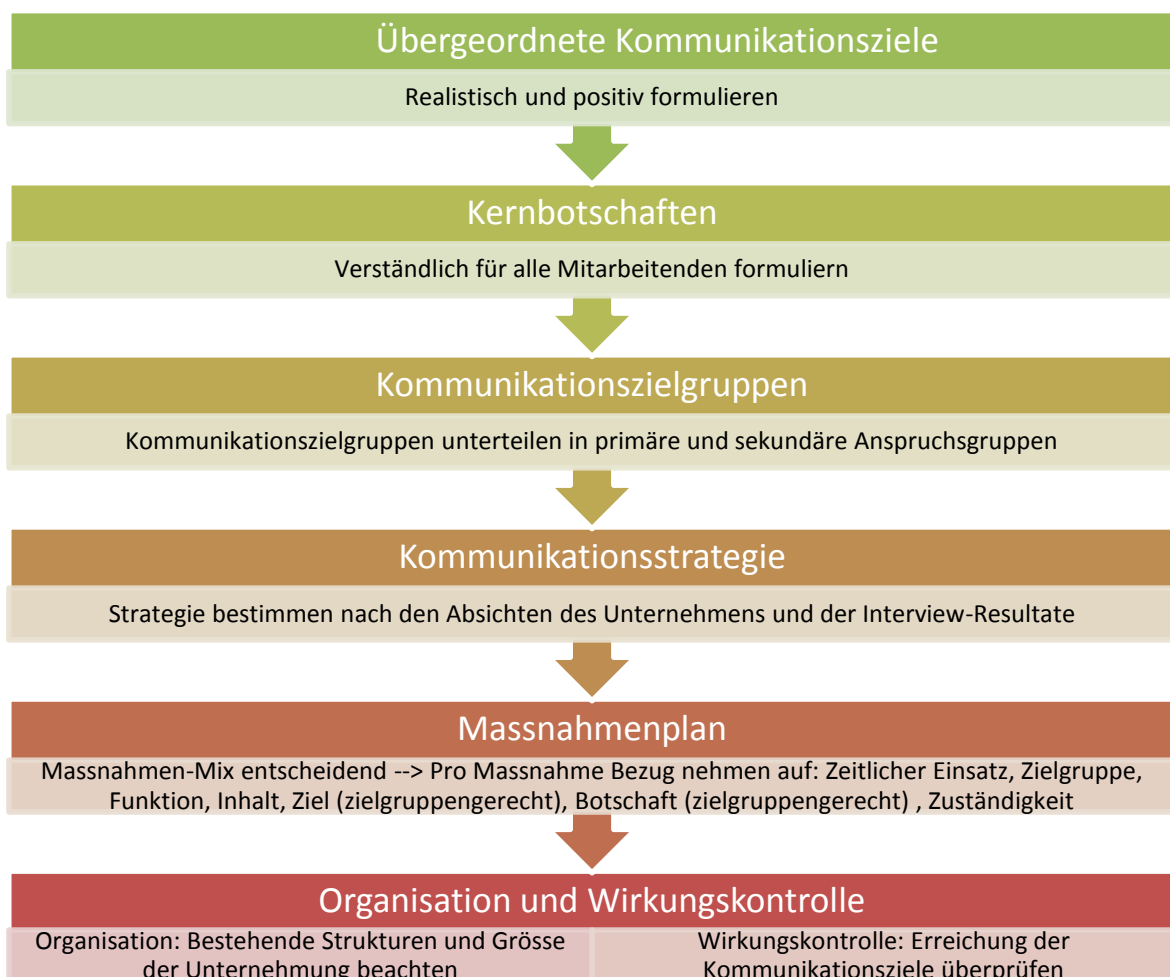 Übergeordnete Kommunikationsziele
Realistisch und positiv formulieren
Kernbotschaften
Verständlich für alle Mitarbeitenden formuliern
Kommunikationszielgruppen
Kommunikationszielgruppen unterteilen in primäre und sekundäre Anspruchsgruppen
Kommunikationsstrategie
Strategie bestimmen nach den Absichten des Unternehmens und der Interview-Resultate
Massnahmenplan
Massnahmen-Mix entscheidend --> Pro Massnahme Bezug nehmen auf: Zeitlicher Einsatz, Zielgruppe,
Funktion, Inhalt, Ziel (zielgruppengerecht), Botschaft (zielgruppengerecht) , Zuständigkeit
Organisation und Wirkungskontrolle
Organisation: Bestehende Strukturen und Grösse
der Unternehmung beachten
Wirkungskontrolle: Erreichung der
Kommunikationsziele überprüfen